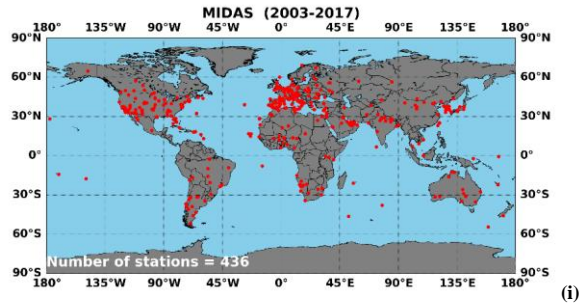 MIDAS (2003-2017)
180° 135°W 90°W 45°W 0° 45°E 90°E 135°E 180°
90°N 90°N
60°N 60°N
30°N 30°N
0° 0°
30°S 30°S
60°S 60°S
Number of stations = 436
90°S 90°S
180° 135°W 90°W 45°W 0° 45°E 90°E 135°E 180°
(i)